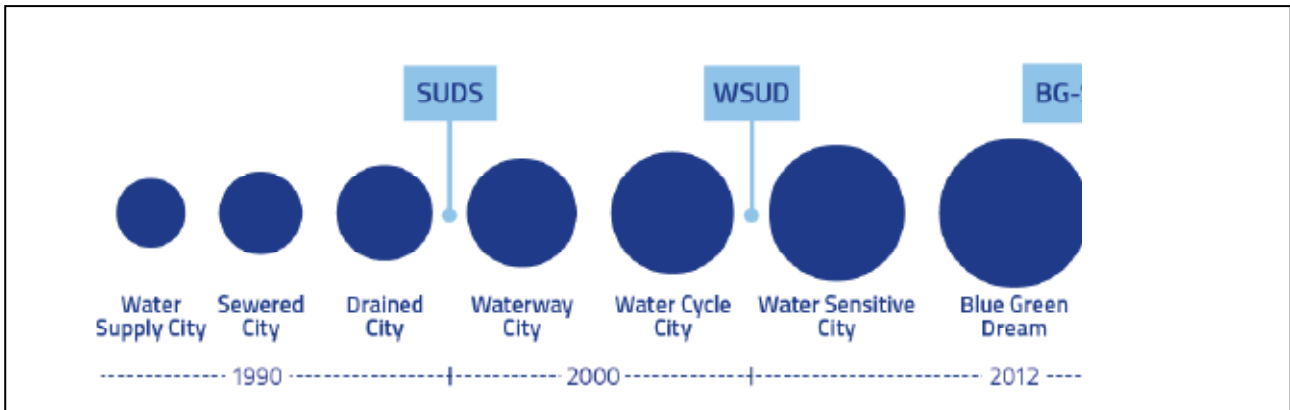 SUDS
WSUD
BG-
Water
Supply City
Sewered
City
Drained
City
Waterway
City
Water Cycle
City
Water Sensitive
City
Blue Green
Dream
1990
2000
2012